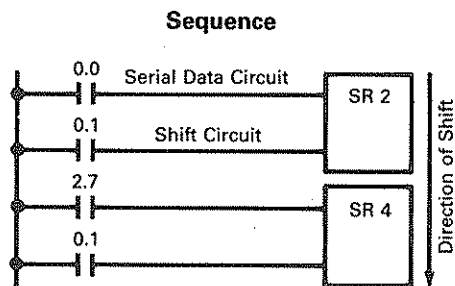 Sequence
0.0
Serial Data Circuit
SR 2
0.1
Shift Circuit
2.7
SR 4
0.1
Direction of Shift